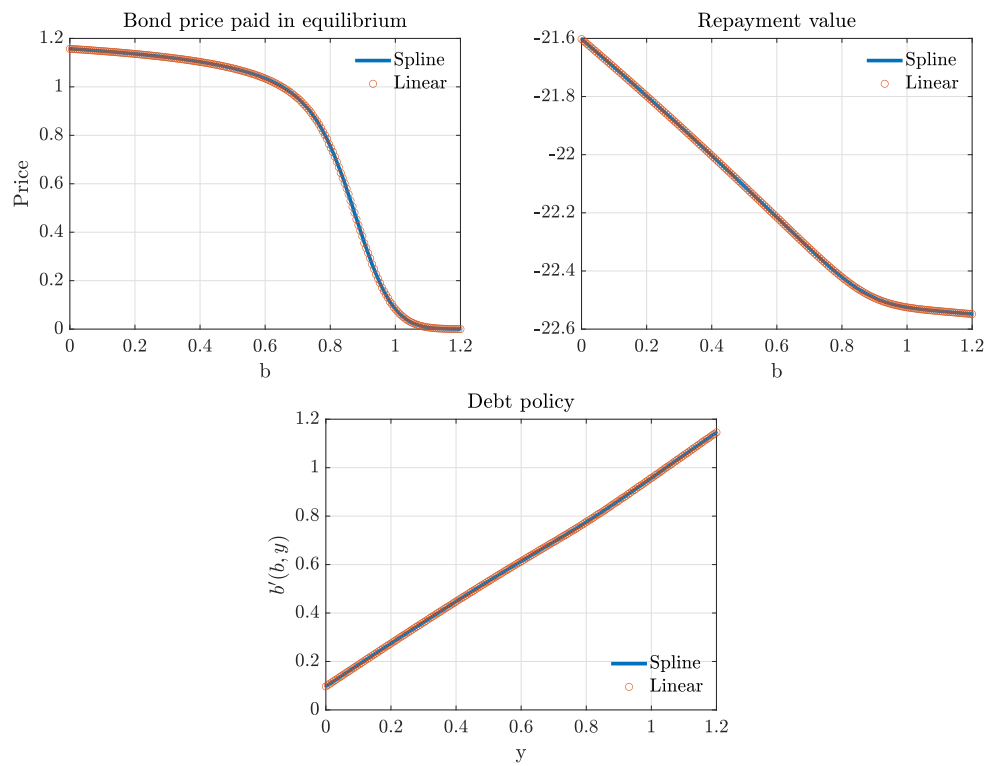 Bond price paid in equilibrium
Price
1.2
1
0.8
0.6
0.4
0.2
0
0 0.2 0.4 0.6 0.8 1 1.2
b
Spline
Linear
Repayment value
-21.6
-21.8
-22
-22.2
-22.4
-22.6
0 0.2 0.4 0.6 0.8 1 1.2
b
Spline
Linear
Debt policy
b′(b, y)
1.2
1
0.8
0.6
0.4
0.2
0
0 0.2 0.4 0.6 0.8 1 1.2
y
Spline
Linear